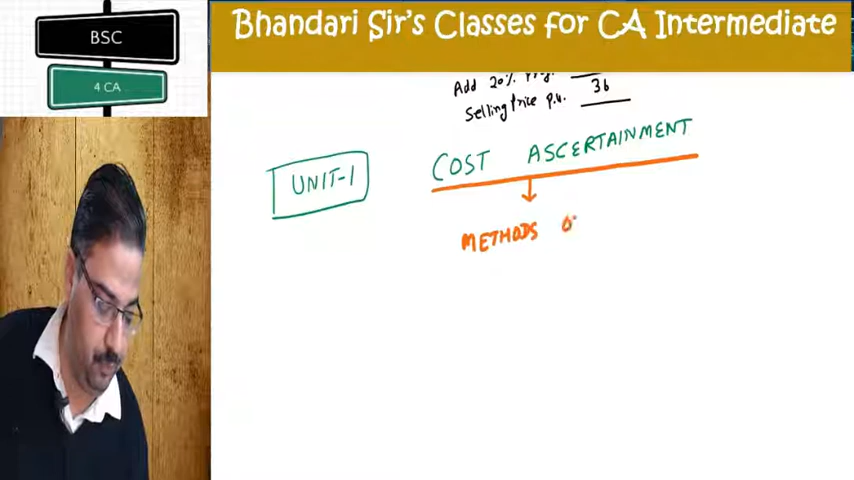 BSC
4 CA
Bhandari Sir's Classes for CA Intermediate
Add 20%
36
Selling Price p.u.
UNIT-1
COST ASCERTAINMENT
METHODS